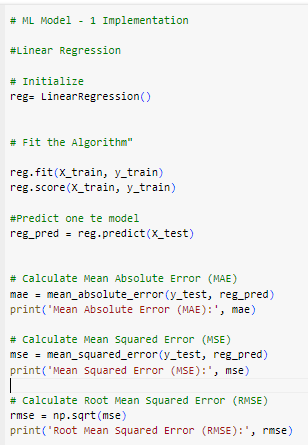 # ML Model - 1 Implementation
#Linear Regression
# Initialize
reg= LinearRegression()
# Fit the Algorithm"
reg.fit(X_train, y_train)
reg.score(X_train, y_train)
#Predict one te model
reg_pred = reg.predict(X_test)
# Calculate Mean Absolute Error (MAE)
mae = mean_absolute_error(y_test, reg_pred)
print('Mean Absolute Error (MAE):', mae)
# Calculate Mean Squared Error (MSE)
mse = mean_squared_error(y_test, reg_pred)
print('Mean Squared Error (MSE):', mse)
# Calculate Root Mean Squared Error (RMSE)
rmse = np.sqrt(mse)
print('Root Mean Squared Error (RMSE):', rmse)